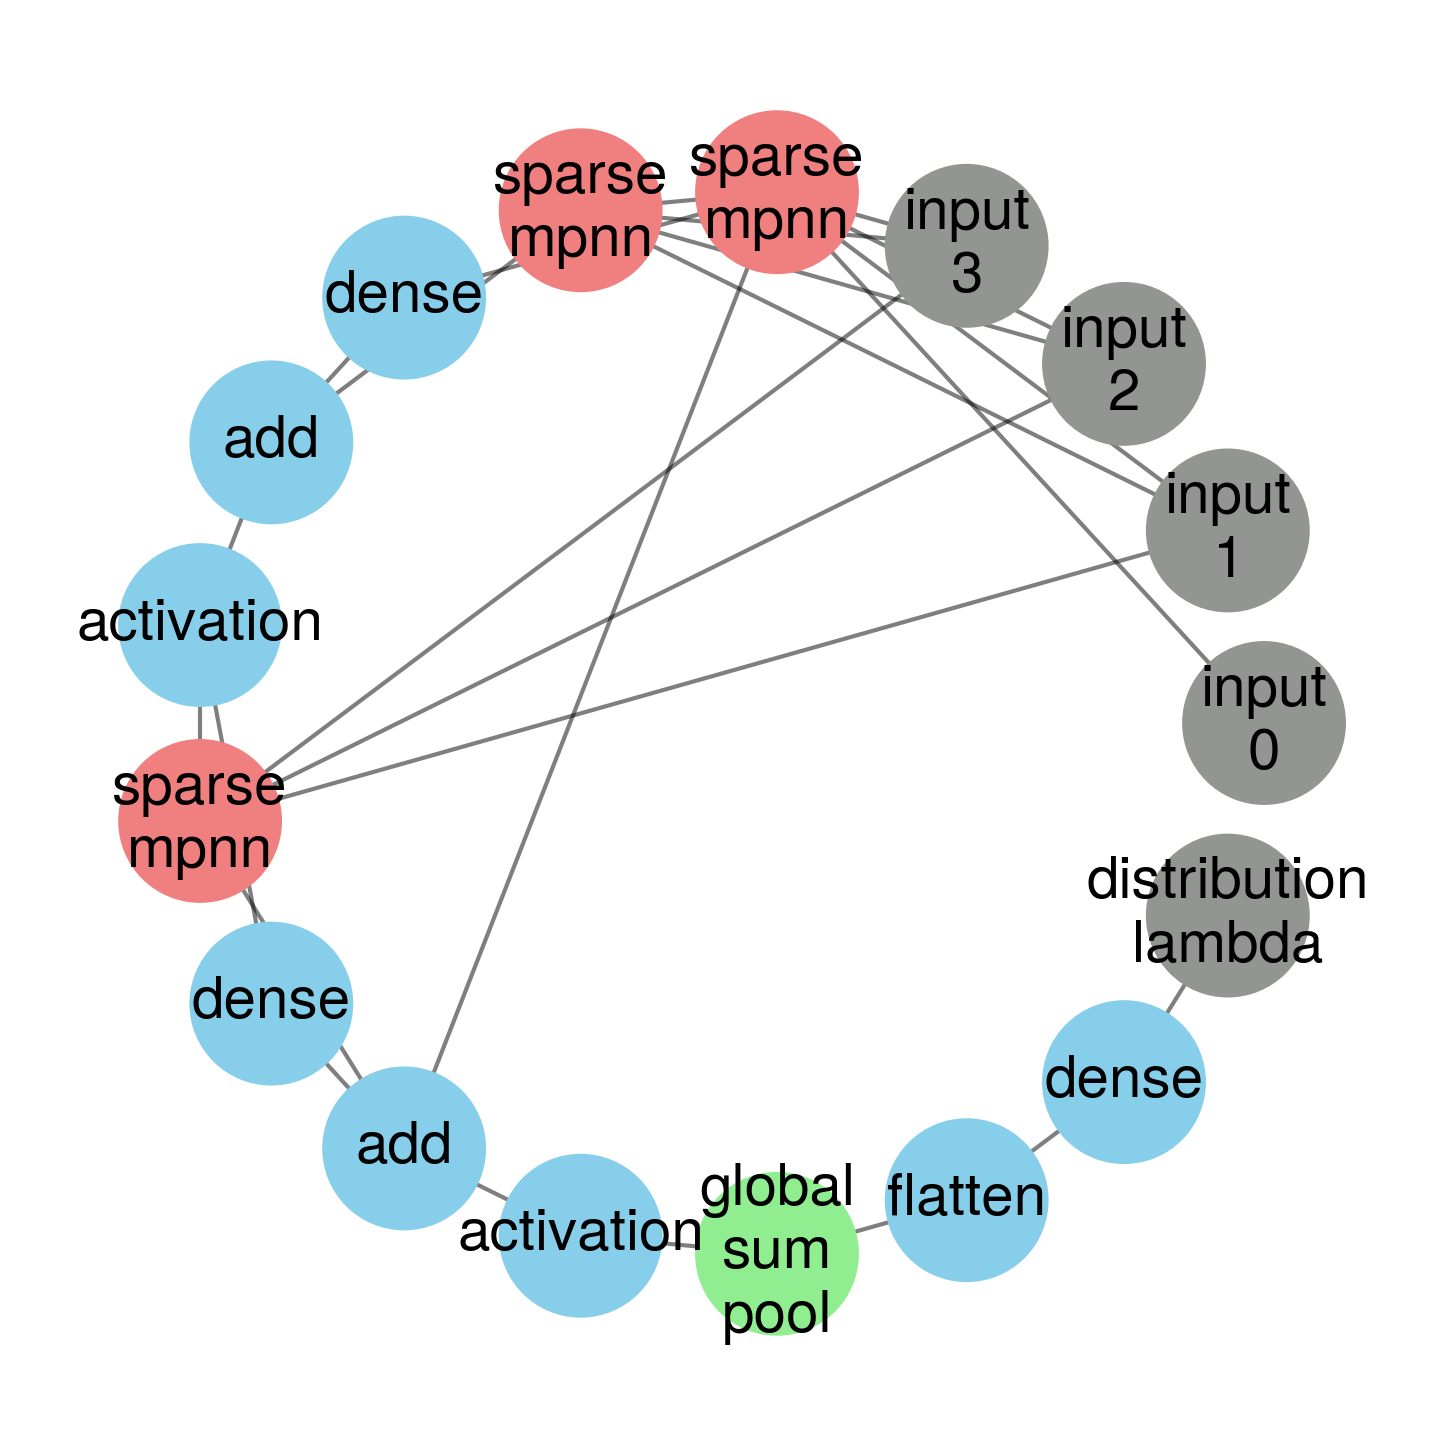 sparse
mpnn
sparse
mpnn
input
3
input
2
input
1
input
0
distribution
lambda
dense
flatten
global
sum
pool
activation
add
dense
sparse
mpnn
activation
add
dense